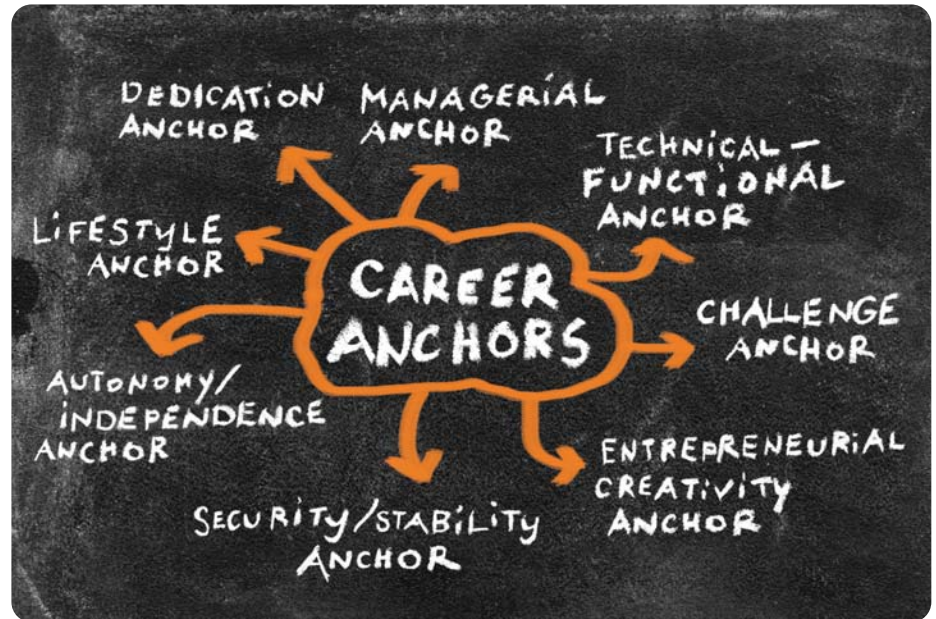 DEDICATION
ANCHOR
MANAGERIAL
ANCHOR
TECHNICAL–
FUNCTIONAL
ANCHOR
LIFESTYLE
ANCHOR
CAREER
ANCHORS
CHALLENGE
ANCHOR
AUTONOMY/
INDEPENDENCE
ANCHOR
ENTREPRENEURIAL
CREATIVITY
ANCHOR
SECURITY/STABILITY
ANCHOR